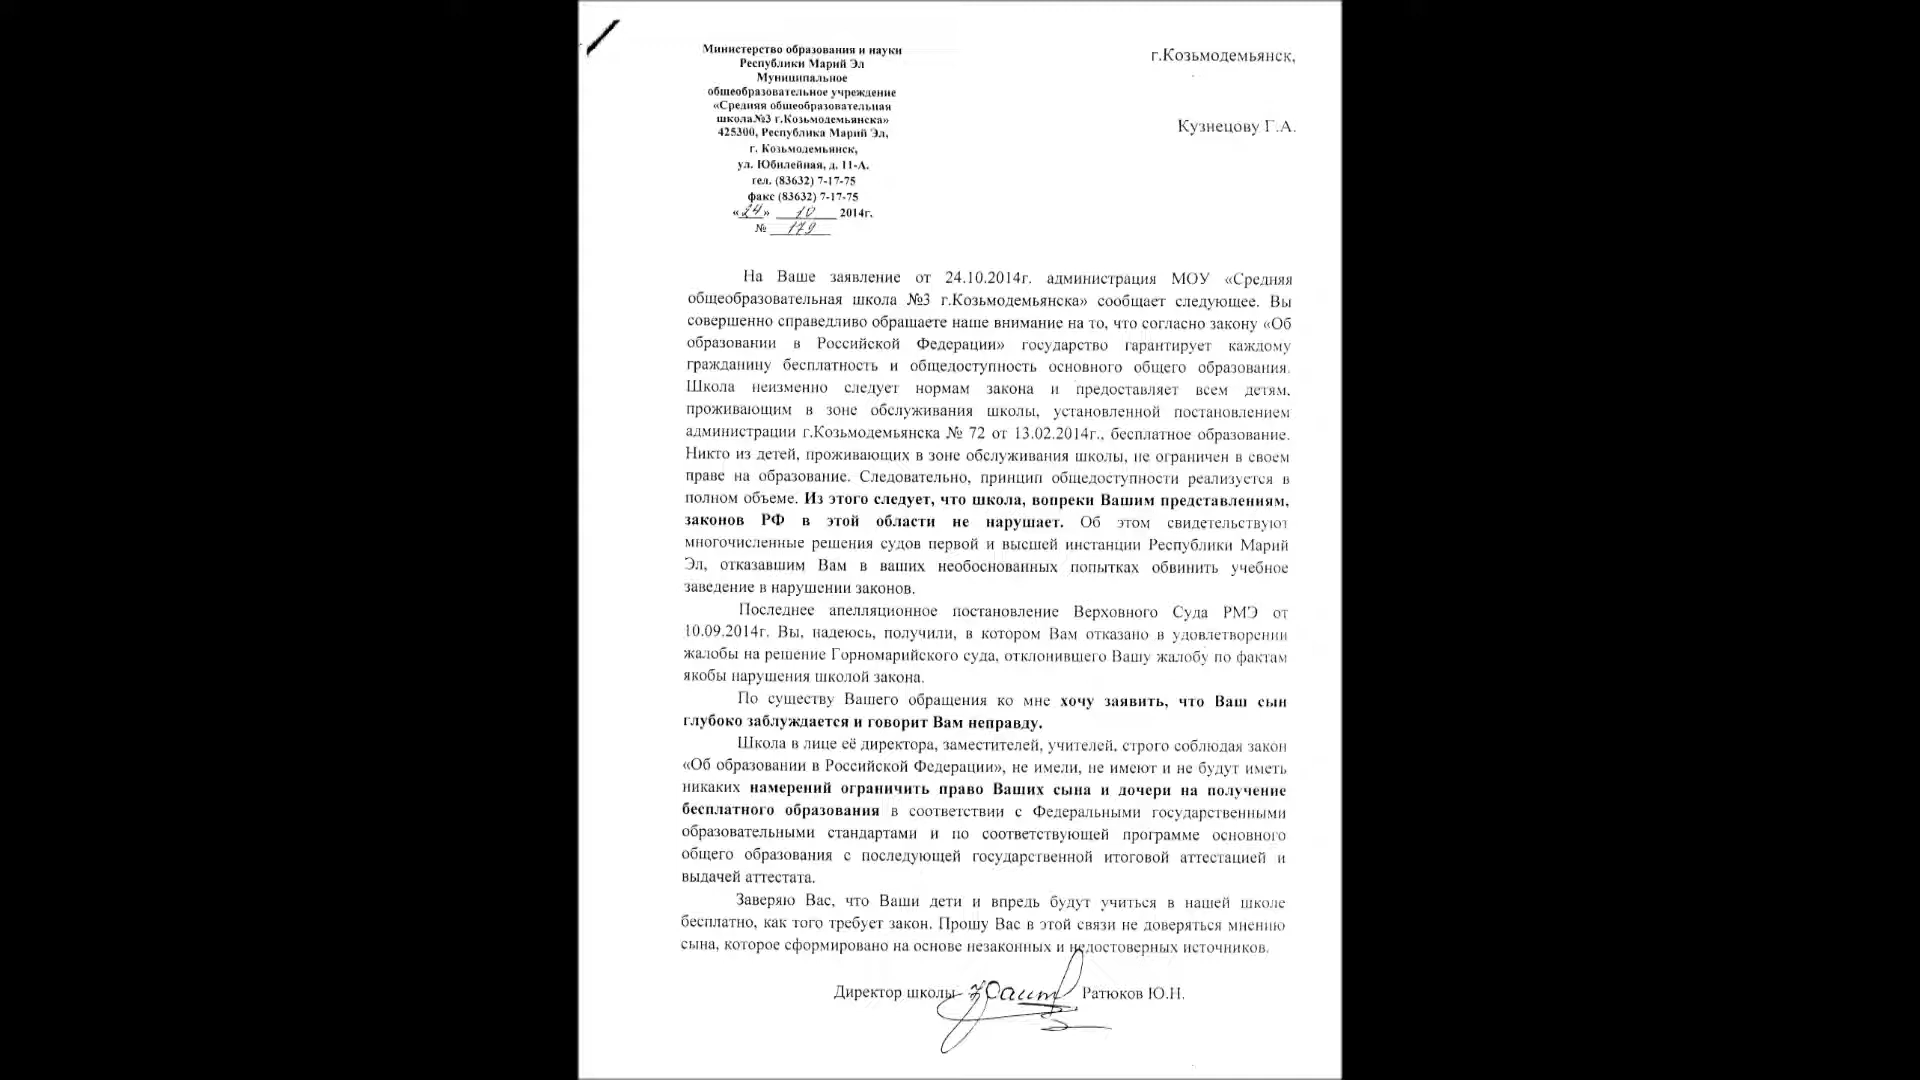 Министерство образования и науки
Республики Марий Эл
Муниципальное
общеобразовательное учреждение
«Средняя общеобразовательная
школа№3 г.Козьмодемьянска»
425300, Республика Марий Эл,
г. Козьмодемьянск,
ул. Юбилейная, д. 11-А.
тел. (83632) 7-17-75
факс (83632) 7-17-75
«24» 10 2014г.
№ 179
г.Козьмодемьянск,
Кузнецову Г.А.
На Ваше заявление от 24.10.2014г. администрация МОУ «Средняя
общеобразовательная школа №3 г.Козьмодемьянска» сообщает следующее. Вы
совершенно справедливо обращаете наше внимание на то, что согласно закону «Об
образовании в Российской Федерации» государство гарантирует каждому
гражданину бесплатность и общедоступность основного общего образования.
Школа неизменно следует нормам закона и предоставляет всем детям,
проживающим в зоне обслуживания школы, установленной постановлением
администрации г.Козьмодемьянска № 72 от 13.02.2014г., бесплатное образование.
Никто из детей, проживающих в зоне обслуживания школы, не ограничен в своем
праве на образование. Следовательно, принцип общедоступности реализуется в
полном объеме. Из этого следует, что школа, вопреки Вашим представлениям,
законов РФ в этой области не нарушает. Об этом свидетельствуют
многочисленные решения судов первой и высшей инстанции Республики Марий
Эл, отказавшим Вам в ваших необоснованных попытках обвинить учебное
заведение в нарушении законов.
Последнее апелляционное постановление Верховного Суда РМЭ от
10.09.2014г. Вы, надеюсь, получили, в котором Вам отказано в удовлетворении
жалобы на решение Горномарийского суда, отклонившего Вашу жалобу по фактам
якобы нарушения школой закона.
По существу Вашего обращения ко мне хочу заявить, что Ваш сын
глубоко заблуждается и говорит Вам неправду.
Школа в лице её директора, заместителей, учителей, строго соблюдая закон
«Об образовании в Российской Федерации», не имели, не имеют и не будут иметь
никаких намерений ограничить право Ваших сына и дочери на получение
бесплатного образования в соответствии с Федеральными государственными
образовательными стандартами и по соответствующей программе основного
общего образования с последующей государственной итоговой аттестацией и
выдачей аттестата.
Заверяю Вас, что Ваши дети и впредь будут учиться в нашей школе
бесплатно, как того требует закон. Прошу Вас в этой связи не доверяться мнению
сына, которое сформировано на основе незаконных и недостоверных источников.
Директор школы Ратюков Ю.Н.